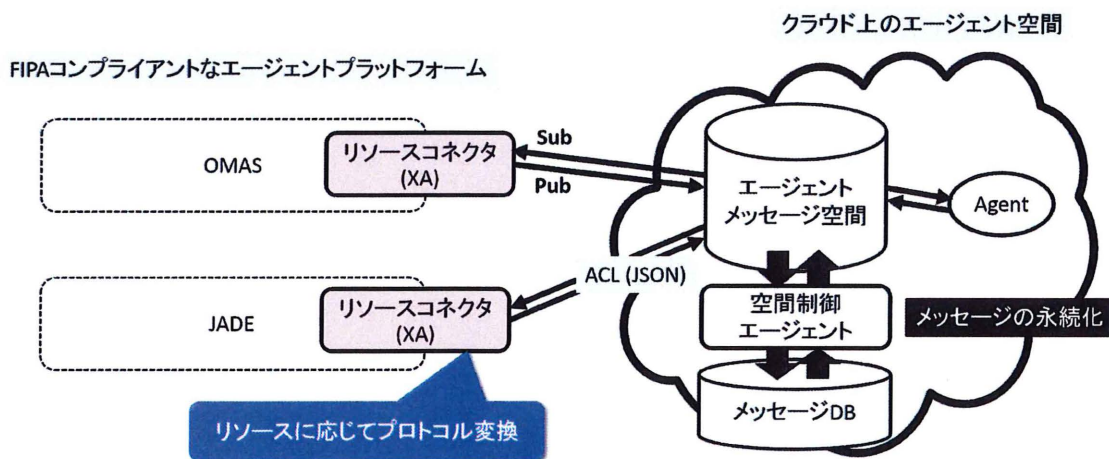 クラウド上のエージェント空間
FIPAコンプライアントなエージェントプラットフォーム
OMAS
リソースコネクタ
(XA)
Sub
Pub
エージェント
メッセージ空間
Agent
ACL (JSON)
JADE
リソースコネクタ
(XA)
空間制御
エージェント
メッセージの永続化
メッセージDB
リソースに応じてプロトコル変換